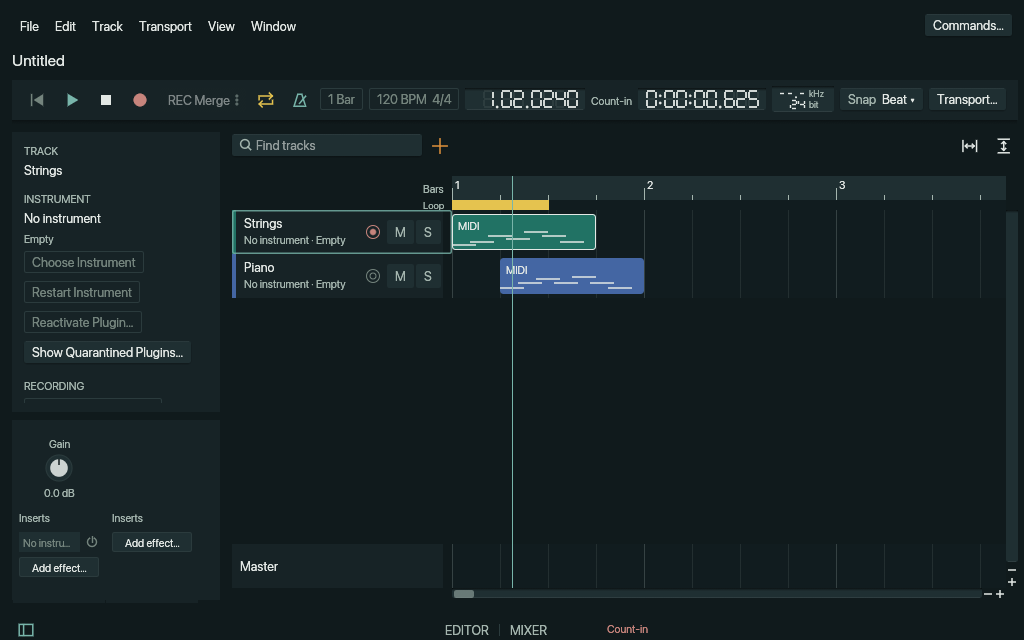 File Edit Track Transport View Window Commands...
Untitled
REC Merge 1 Bar 120 BPM 4/4 1.02.0240 Count-in 0:00:00.625 --.- kHz Snap Beat Transport...
-24 bit
TRACK
Strings
INSTRUMENT
No instrument
Empty
Choose Instrument
Restart Instrument
Reactivate Plugin...
Show Quarantined Plugins...
RECORDING
Find tracks
Bars 1 2 3
Loop
Strings
No instrument · Empty M S
MIDI
Piano
No instrument · Empty M S
MIDI
Gain
0.0 dB
Inserts Inserts
No instru... Add effect...
Add effect...
Master
EDITOR MIXER Count-in